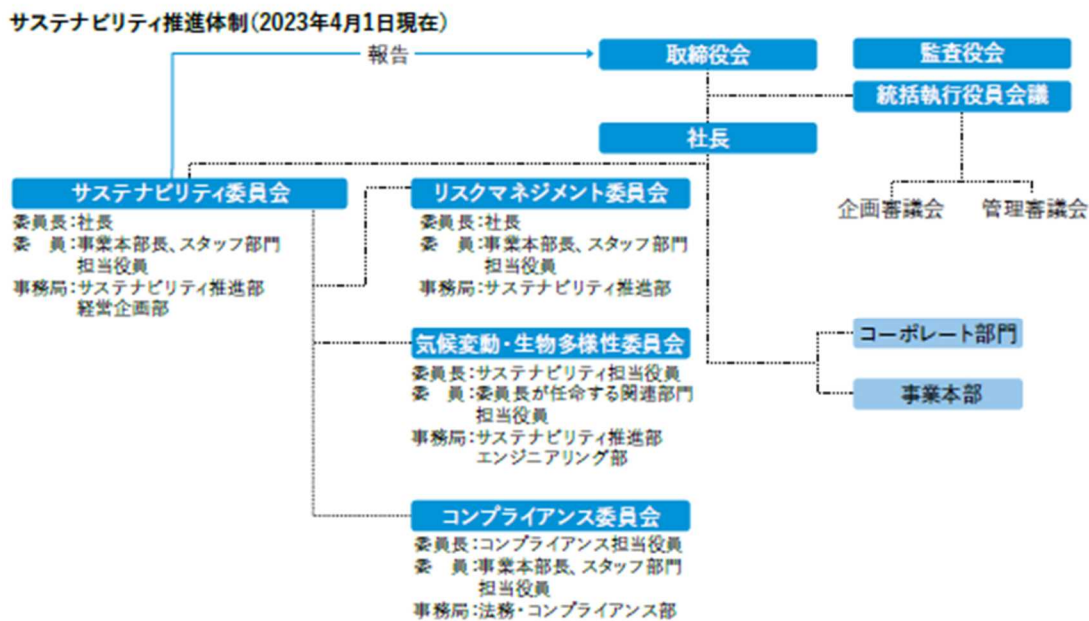 サステナビリティ推進体制(2023年4月1日現在)
報告
取締役会
監査役会
統括執行役員会議
社長
企画審議会
管理審議会
サステナビリティ委員会
委員長:社長
委　員:事業本部長、スタッフ部門
担当役員
事務局:サステナビリティ推進部
経営企画部
リスクマネジメント委員会
委員長:社長
委　員:事業本部長、スタッフ部門
担当役員
事務局:サステナビリティ推進部
気候変動・生物多様性委員会
委員長:サステナビリティ担当役員
委　員:委員長が任命する関連部門
担当役員
事務局:サステナビリティ推進部
エンジニアリング部
コンプライアンス委員会
委員長:コンプライアンス担当役員
委　員:事業本部長、スタッフ部門
担当役員
事務局:法務・コンプライアンス部
コーポレート部門
事業本部